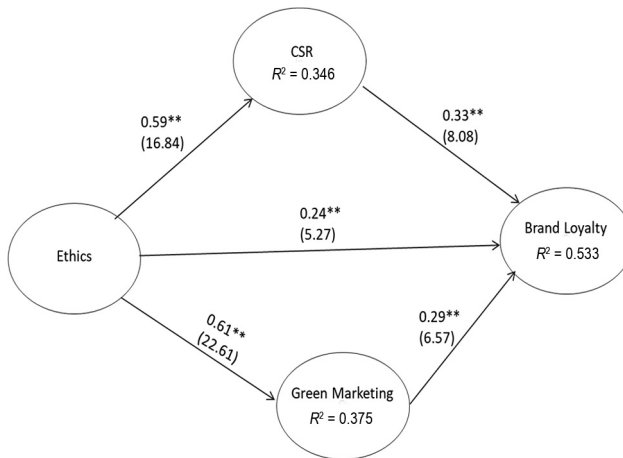 CSR
R² = 0.346
0.59**
(16.84)
0.33**
(8.08)
0.24**
(5.27)
Ethics
Brand Loyalty
R² = 0.533
0.61**
(22.61)
0.29**
(6.57)
Green Marketing
R² = 0.375